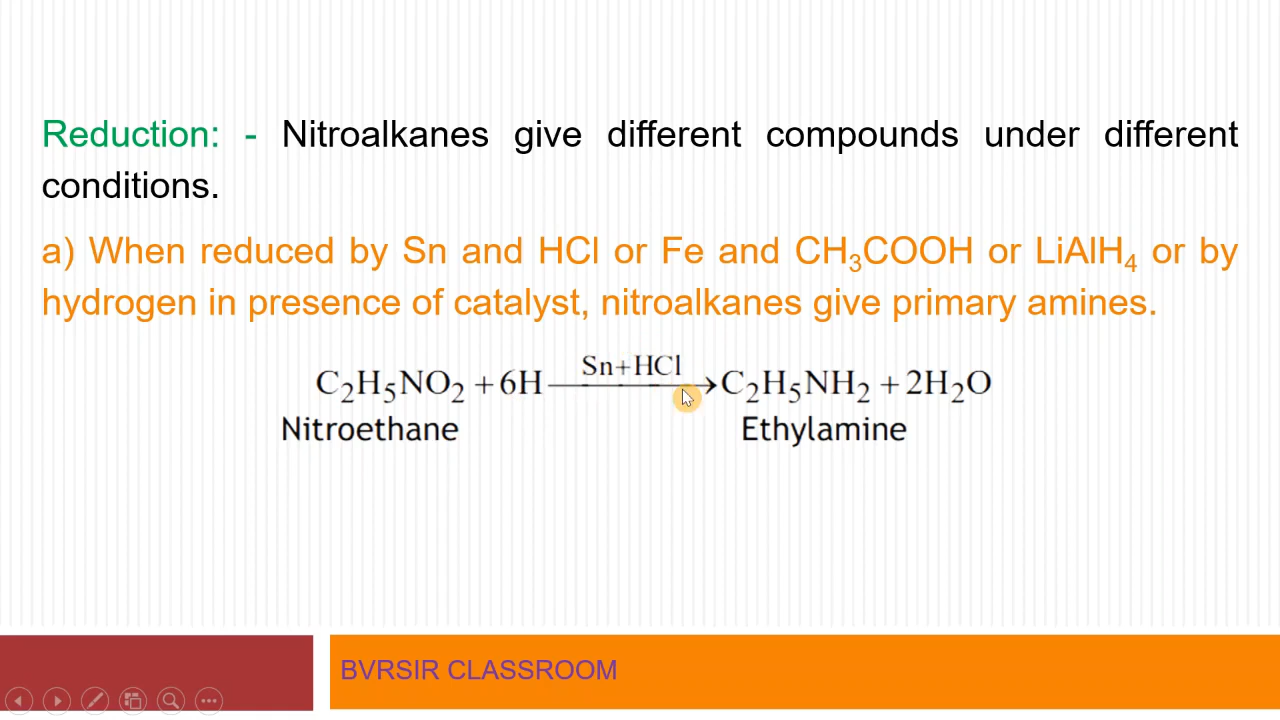 Reduction: - Nitroalkanes give different compounds under different
conditions.
a) When reduced by Sn and HCl or Fe and CH₃COOH or LiAlH₄ or by
hydrogen in presence of catalyst, nitroalkanes give primary amines.
Sn+HCl
C₂H₅NO₂ + 6H ⟶ C₂H₅NH₂ + 2H₂O
Nitroethane Ethylamine
BVRSIR CLASSROOM